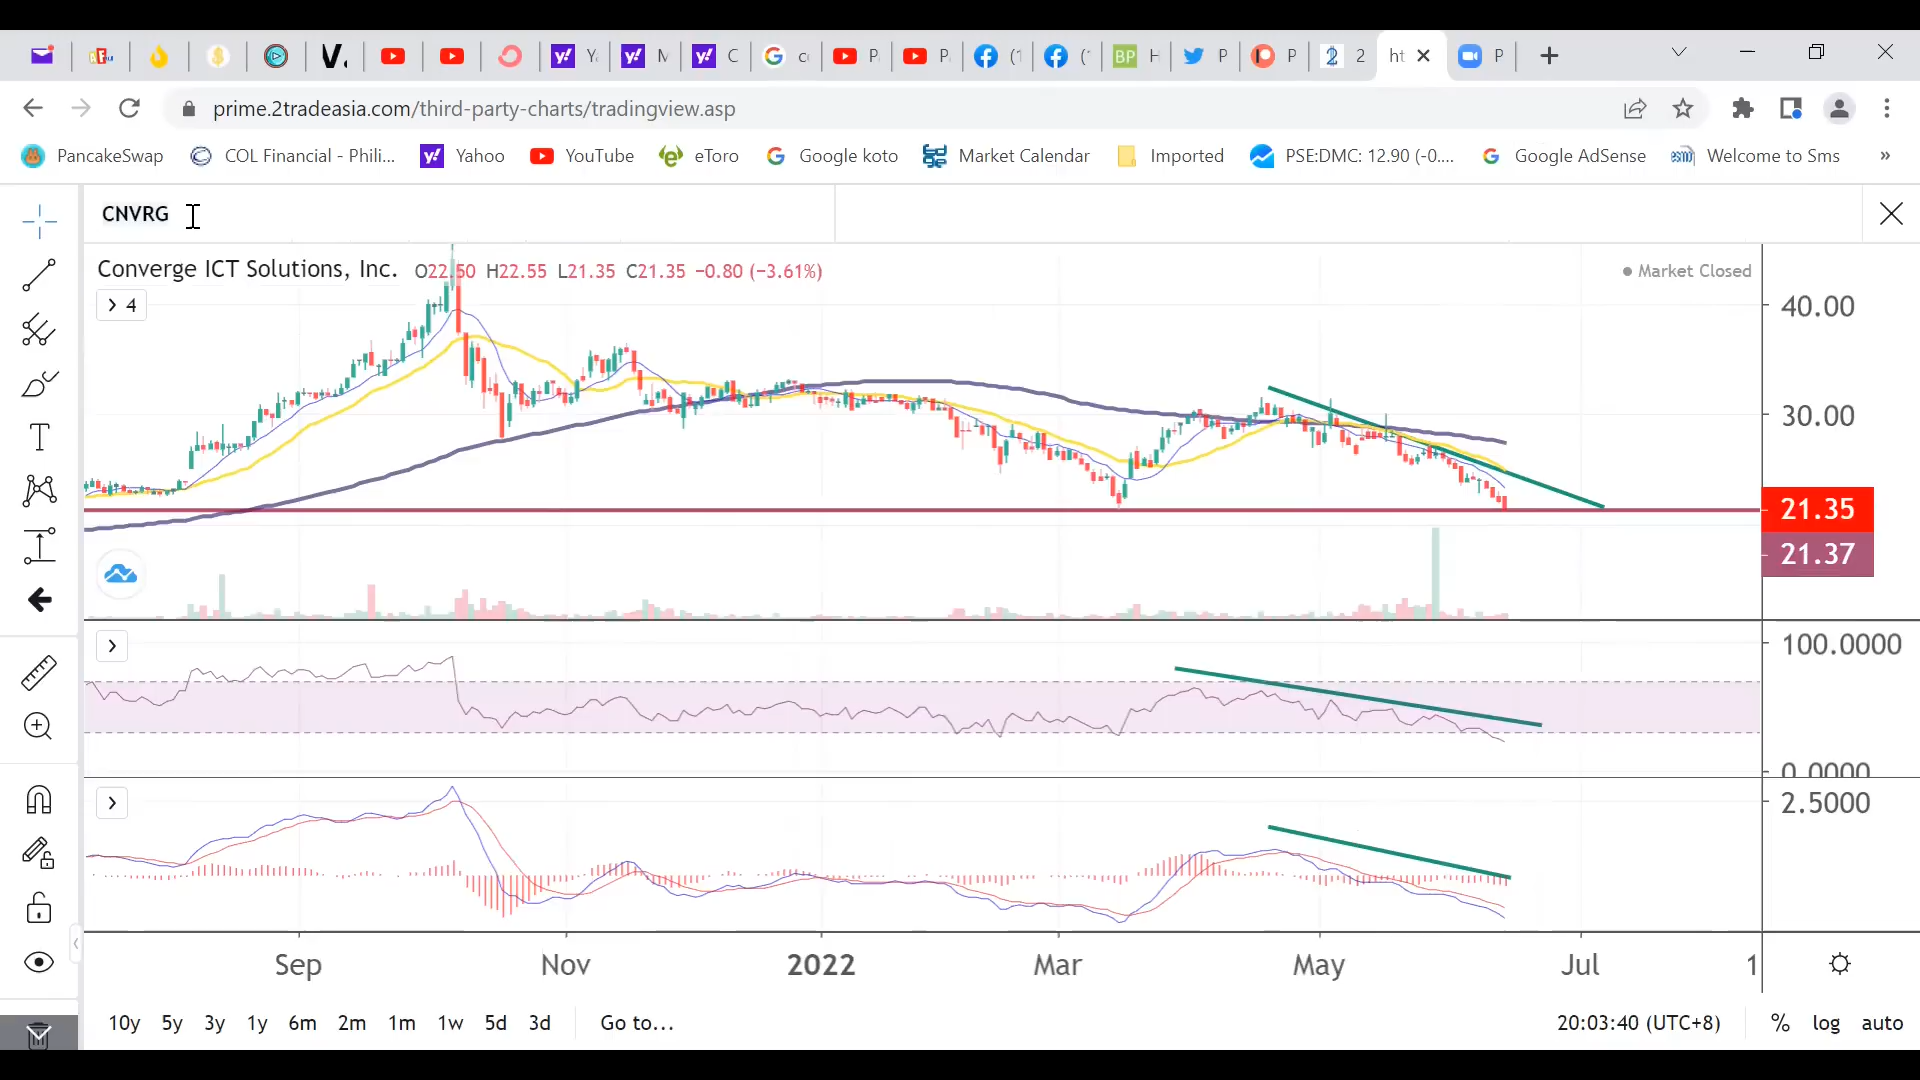 Y M C c P P ( ( BP H P P 2 ht P
prime.2tradeasia.com/third-party-charts/tradingview.asp
PancakeSwap COL Financial - Phili... Yahoo YouTube eToro Google koto Market Calendar Imported PSE:DMC: 12.90 (-0.... Google AdSense Welcome to Sms »
CNVRG
Converge ICT Solutions, Inc. O22.50 H22.55 L21.35 C21.35 −0.80 (−3.61%) Market Closed
4
40.00
30.00
21.35
21.37
100.0000
0.0000
2.5000
Sep Nov 2022 Mar May Jul 1
10y 5y 3y 1y 6m 2m 1m 1w 5d 3d Go to... 20:03:40 (UTC+8) % log auto